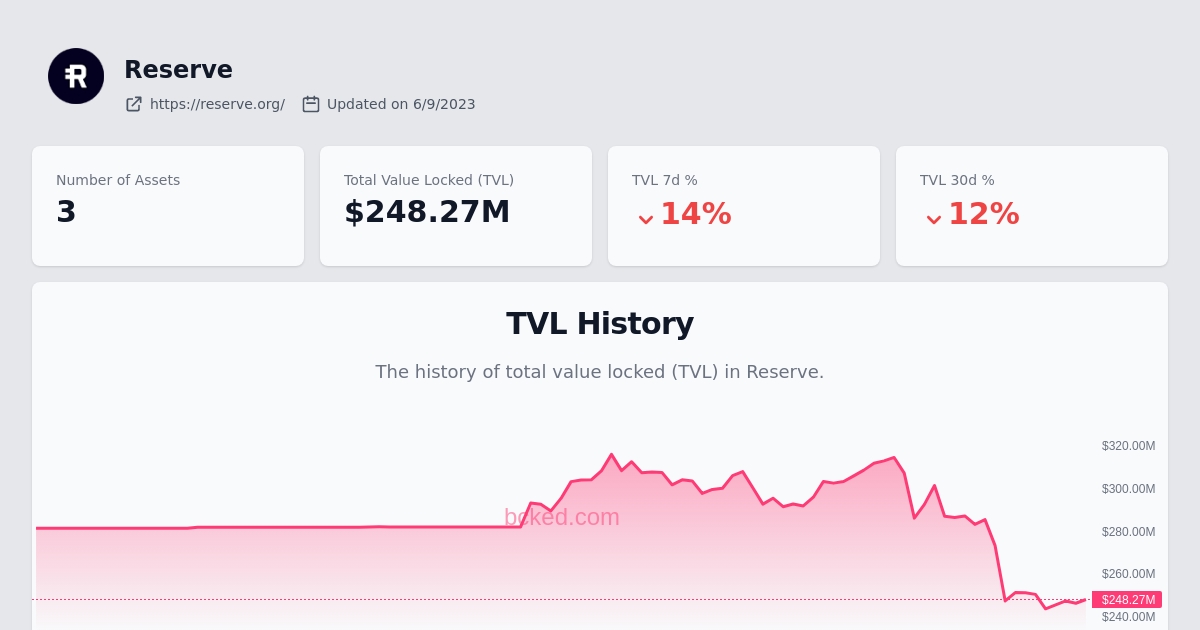 Reserve
https://reserve.org/ Updated on 6/9/2023
Number of Assets
3
Total Value Locked (TVL)
$248.27M
TVL 7d %
14%
TVL 30d %
12%
TVL History
The history of total value locked (TVL) in Reserve.
$320.00M
$300.00M
bcked.com
$280.00M
$260.00M
$248.27M
$240.00M